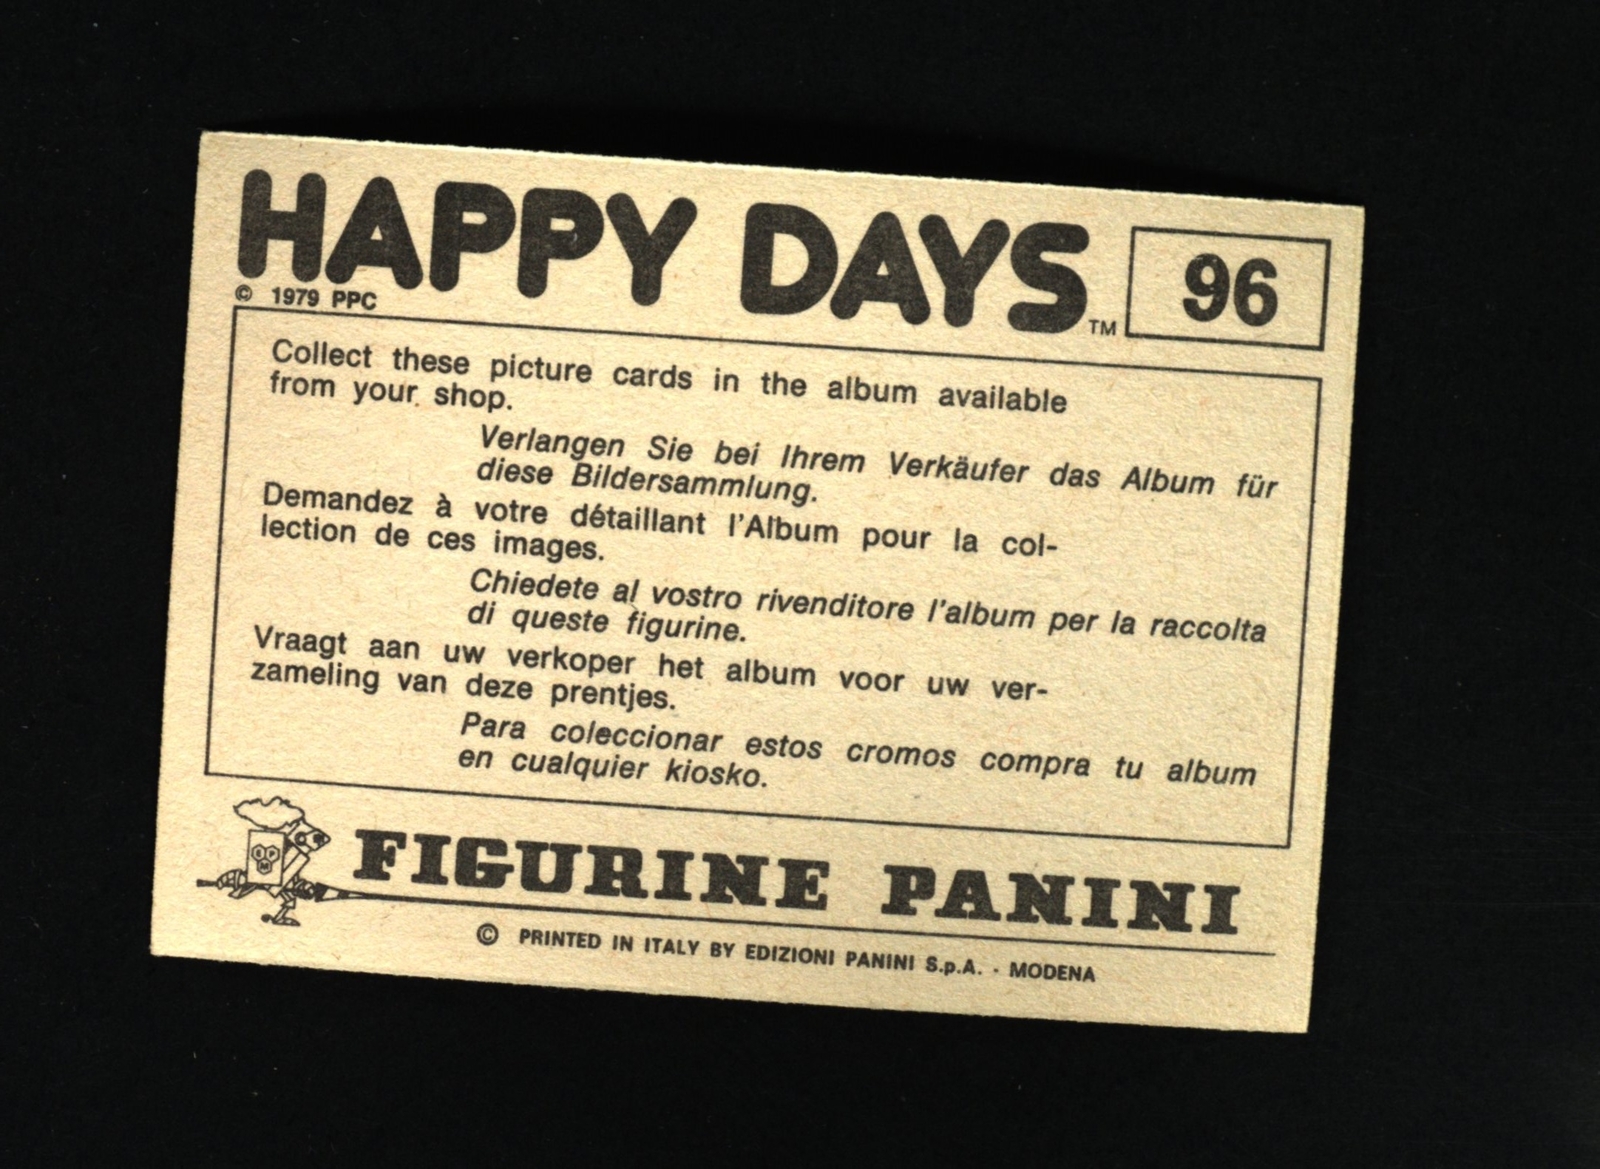 HAPPY DAYS™ 96
© 1979 PPC
Collect these picture cards in the album available
from your shop.
Verlangen Sie bei Ihrem Verkäufer das Album für
diese Bildersammlung.
Demandez à votre détaillant l'Album pour la col-
lection de ces images.
Chiedete al vostro rivenditore l'album per la raccolta
di queste figurine.
Vraagt aan uw verkoper het album voor uw ver-
zameling van deze prentjes.
Para coleccionar estos cromos compra tu album
en cualquier kiosko.
EPM
FIGURINE PANINI
© PRINTED IN ITALY BY EDIZIONI PANINI S.p.A. · MODENA